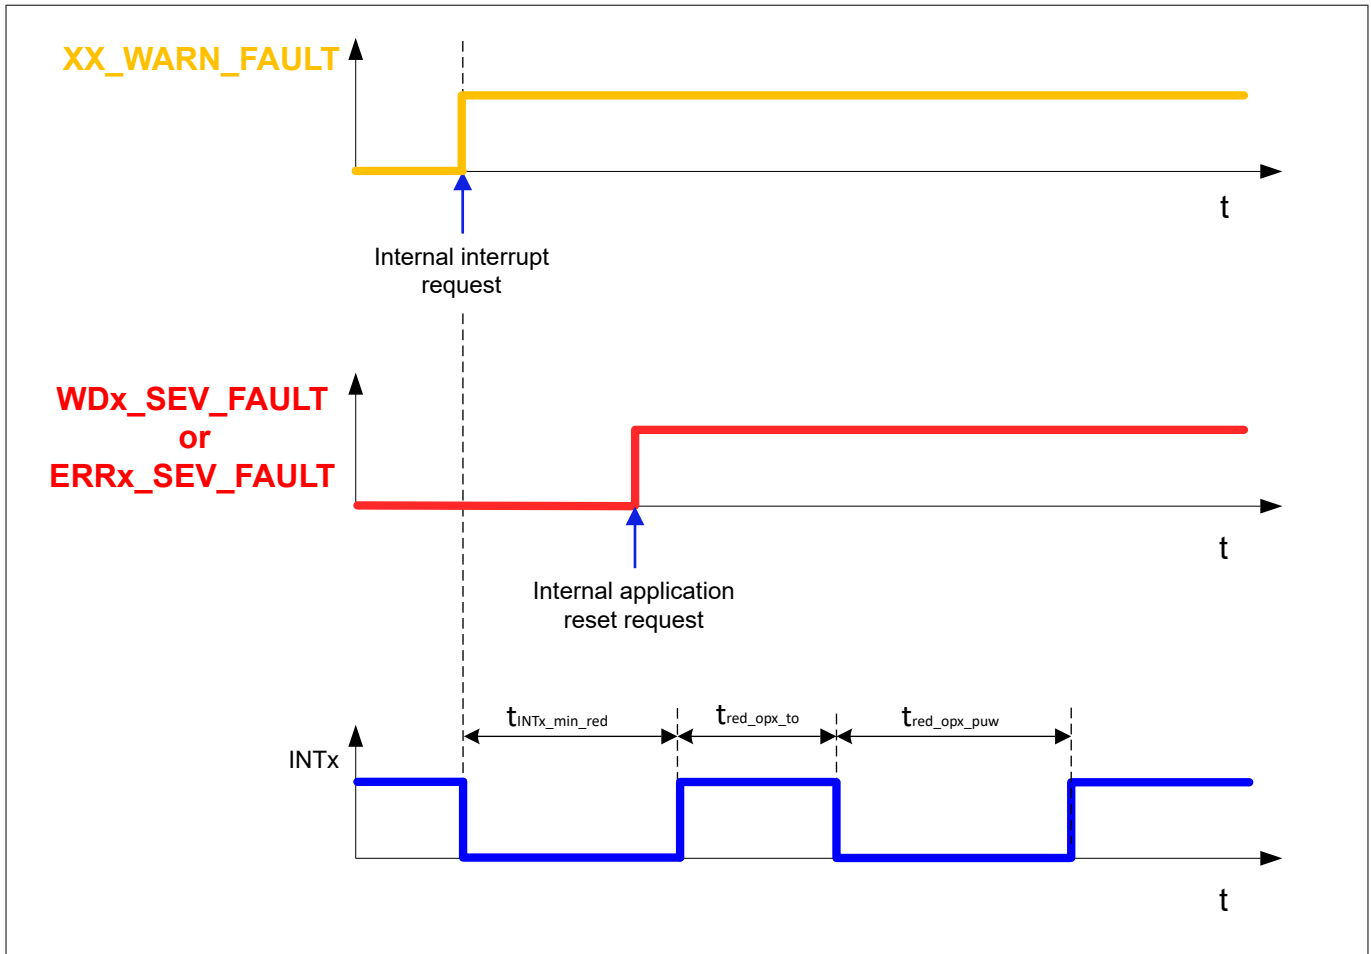 XX_WARN_FAULT
t
Internal interrupt
request
WDx_SEV_FAULT
or
ERRx_SEV_FAULT
t
Internal application
reset request
tINTx_min_red
tred_opx_to
tred_opx_puw
INTx
t